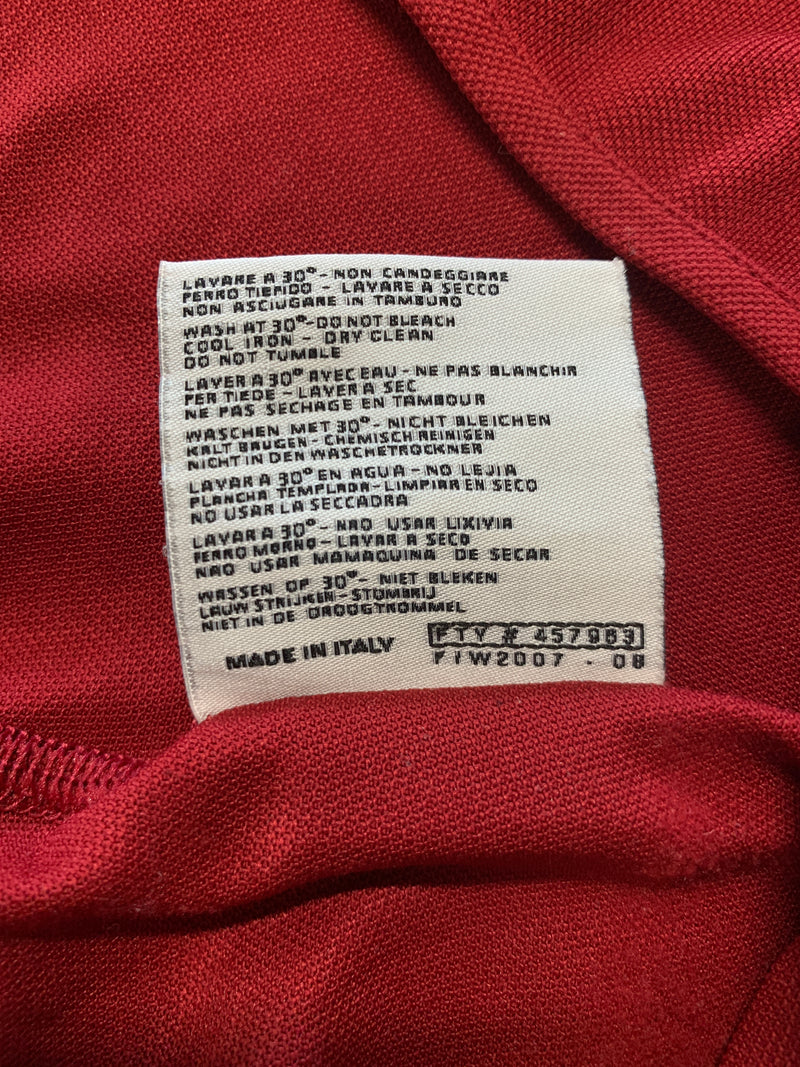 LAVARE A 30° - NON CANDEGGIARE
FERRO TIEPIDO - LAVARE A SECCO
NON ASCIUGARE IN TAMBURO
WASH AT 30° - DO NOT BLEACH
COOL IRON - DRY CLEAN
DO NOT TUMBLE
LAVER A 30° AVEC EAU - NE PAS BLANCHIR
PER TIEDE - LAVER A SEC
NE PAS SECHAGE EN TAMBOUR
WASCHEN MET 30° - NICHT BLEICHEN
KALT BRUGEN - CHEMISCH REINIGEN
NICHT IN DEN WASCHETROCKNER
LAVAR A 30° EN AGUA - NO LEJIA
PLANCHA TEMPLADA - LIMPIAR EN SECO
NO USAR LA SECCADRA
LAVAR A 30° - NAO USAR LIXIVIA
FERRO MORNO - LAVAR A SECO
NAO USAR MAMAQUINA DE SECAR
WASSEN OP 30° - NIET BLEKEN
LAUW STRIJKEN - STOMBRIJ
NIET IN DE DROOGTROMMEL
MADE IN ITALY
FTY # 457983
F/W2007 - 08